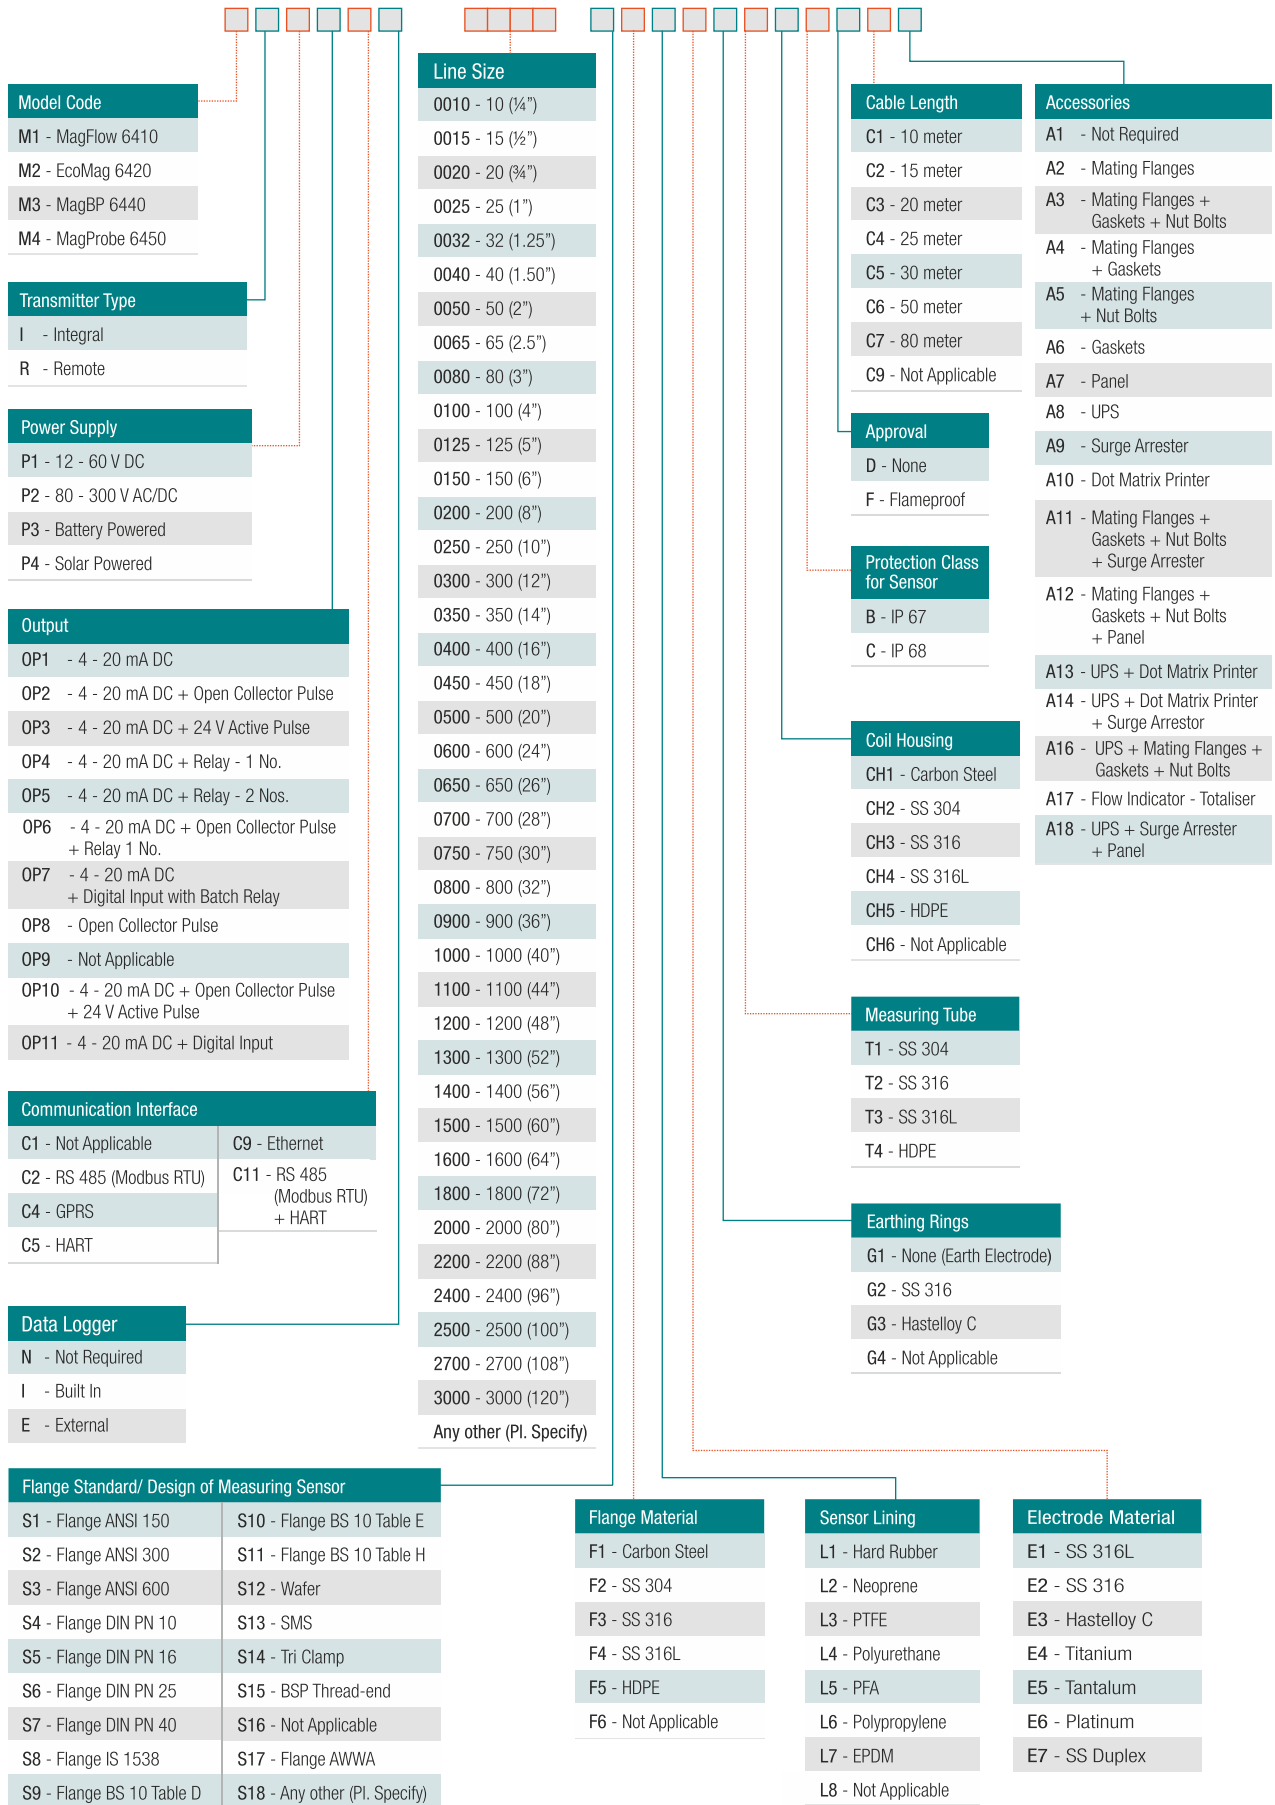 Model Code
M1 - MagFlow 6410
M2 - EcoMag 6420
M3 - MagBP 6440
M4 - MagProbe 6450
Transmitter Type
I - Integral
R - Remote
Power Supply
P1 - 12 - 60 V DC
P2 - 80 - 300 V AC/DC
P3 - Battery Powered
P4 - Solar Powered
Output
OP1 - 4 - 20 mA DC
OP2 - 4 - 20 mA DC + Open Collector Pulse
OP3 - 4 - 20 mA DC + 24 V Active Pulse
OP4 - 4 - 20 mA DC + Relay - 1 No.
OP5 - 4 - 20 mA DC + Relay - 2 Nos.
OP6 - 4 - 20 mA DC + Open Collector Pulse
+ Relay 1 No.
OP7 - 4 - 20 mA DC
+ Digital Input with Batch Relay
OP8 - Open Collector Pulse
OP9 - Not Applicable
OP10 - 4 - 20 mA DC + Open Collector Pulse
+ 24 V Active Pulse
OP11 - 4 - 20 mA DC + Digital Input
Communication Interface
C1 - Not Applicable
C2 - RS 485 (Modbus RTU)
C4 - GPRS
C5 - HART
C9 - Ethernet
C11 - RS 485
(Modbus RTU)
+ HART
Data Logger
N - Not Required
I - Built In
E - External
Line Size
0010 - 10 (¼”)
0015 - 15 (½”)
0020 - 20 (¾”)
0025 - 25 (1”)
0032 - 32 (1.25”)
0040 - 40 (1.50”)
0050 - 50 (2”)
0065 - 65 (2.5”)
0080 - 80 (3”)
0100 - 100 (4”)
0125 - 125 (5”)
0150 - 150 (6”)
0200 - 200 (8”)
0250 - 250 (10”)
0300 - 300 (12”)
0350 - 350 (14”)
0400 - 400 (16”)
0450 - 450 (18”)
0500 - 500 (20”)
0600 - 600 (24”)
0650 - 650 (26”)
0700 - 700 (28”)
0750 - 750 (30”)
0800 - 800 (32”)
0900 - 900 (36”)
1000 - 1000 (40”)
1100 - 1100 (44”)
1200 - 1200 (48”)
1300 - 1300 (52”)
1400 - 1400 (56”)
1500 - 1500 (60”)
1600 - 1600 (64”)
1800 - 1800 (72”)
2000 - 2000 (80”)
2200 - 2200 (88”)
2400 - 2400 (96”)
2500 - 2500 (100”)
2700 - 2700 (108”)
3000 - 3000 (120”)
Any other (Pl. Specify)
Cable Length
C1 - 10 meter
C2 - 15 meter
C3 - 20 meter
C4 - 25 meter
C5 - 30 meter
C6 - 50 meter
C7 - 80 meter
C9 - Not Applicable
Approval
D - None
F - Flameproof
Protection Class
for Sensor
B - IP 67
C - IP 68
Coil Housing
CH1 - Carbon Steel
CH2 - SS 304
CH3 - SS 316
CH4 - SS 316L
CH5 - HDPE
CH6 - Not Applicable
Measuring Tube
T1 - SS 304
T2 - SS 316
T3 - SS 316L
T4 - HDPE
Earthing Rings
G1 - None (Earth Electrode)
G2 - SS 316
G3 - Hastelloy C
G4 - Not Applicable
Accessories
A1 - Not Required
A2 - Mating Flanges
A3 - Mating Flanges +
Gaskets + Nut Bolts
A4 - Mating Flanges
+ Gaskets
A5 - Mating Flanges
+ Nut Bolts
A6 - Gaskets
A7 - Panel
A8 - UPS
A9 - Surge Arrester
A10 - Dot Matrix Printer
A11 - Mating Flanges +
Gaskets + Nut Bolts
+ Surge Arrester
A12 - Mating Flanges +
Gaskets + Nut Bolts
+ Panel
A13 - UPS + Dot Matrix Printer
A14 - UPS + Dot Matrix Printer
+ Surge Arrestor
A16 - UPS + Mating Flanges +
Gaskets + Nut Bolts
A17 - Flow Indicator - Totaliser
A18 - UPS + Surge Arrester
+ Panel
Flange Standard/ Design of Measuring Sensor
S1 - Flange ANSI 150
S2 - Flange ANSI 300
S3 - Flange ANSI 600
S4 - Flange DIN PN 10
S5 - Flange DIN PN 16
S6 - Flange DIN PN 25
S7 - Flange DIN PN 40
S8 - Flange IS 1538
S9 - Flange BS 10 Table D
S10 - Flange BS 10 Table E
S11 - Flange BS 10 Table H
S12 - Wafer
S13 - SMS
S14 - Tri Clamp
S15 - BSP Thread-end
S16 - Not Applicable
S17 - Flange AWWA
S18 - Any other (Pl. Specify)
Flange Material
F1 - Carbon Steel
F2 - SS 304
F3 - SS 316
F4 - SS 316L
F5 - HDPE
F6 - Not Applicable
Sensor Lining
L1 - Hard Rubber
L2 - Neoprene
L3 - PTFE
L4 - Polyurethane
L5 - PFA
L6 - Polypropylene
L7 - EPDM
L8 - Not Applicable
Electrode Material
E1 - SS 316L
E2 - SS 316
E3 - Hastelloy C
E4 - Titanium
E5 - Tantalum
E6 - Platinum
E7 - SS Duplex